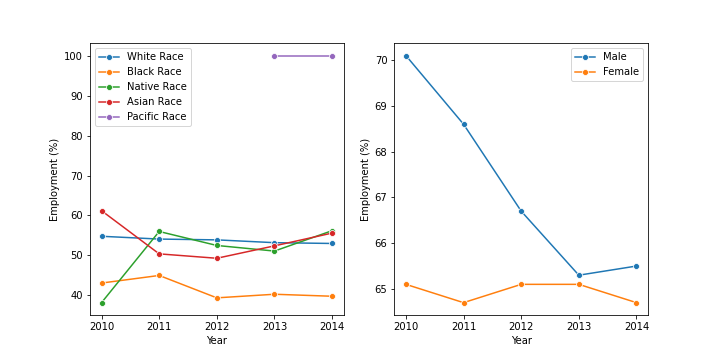 White Race
Black Race
Native Race
Asian Race
Pacific Race
100
90
80
70
60
50
40
Employment (%)
2010 2011 2012 2013 2014
Year
Male
Female
70
69
68
67
66
65
Employment (%)
2010 2011 2012 2013 2014
Year